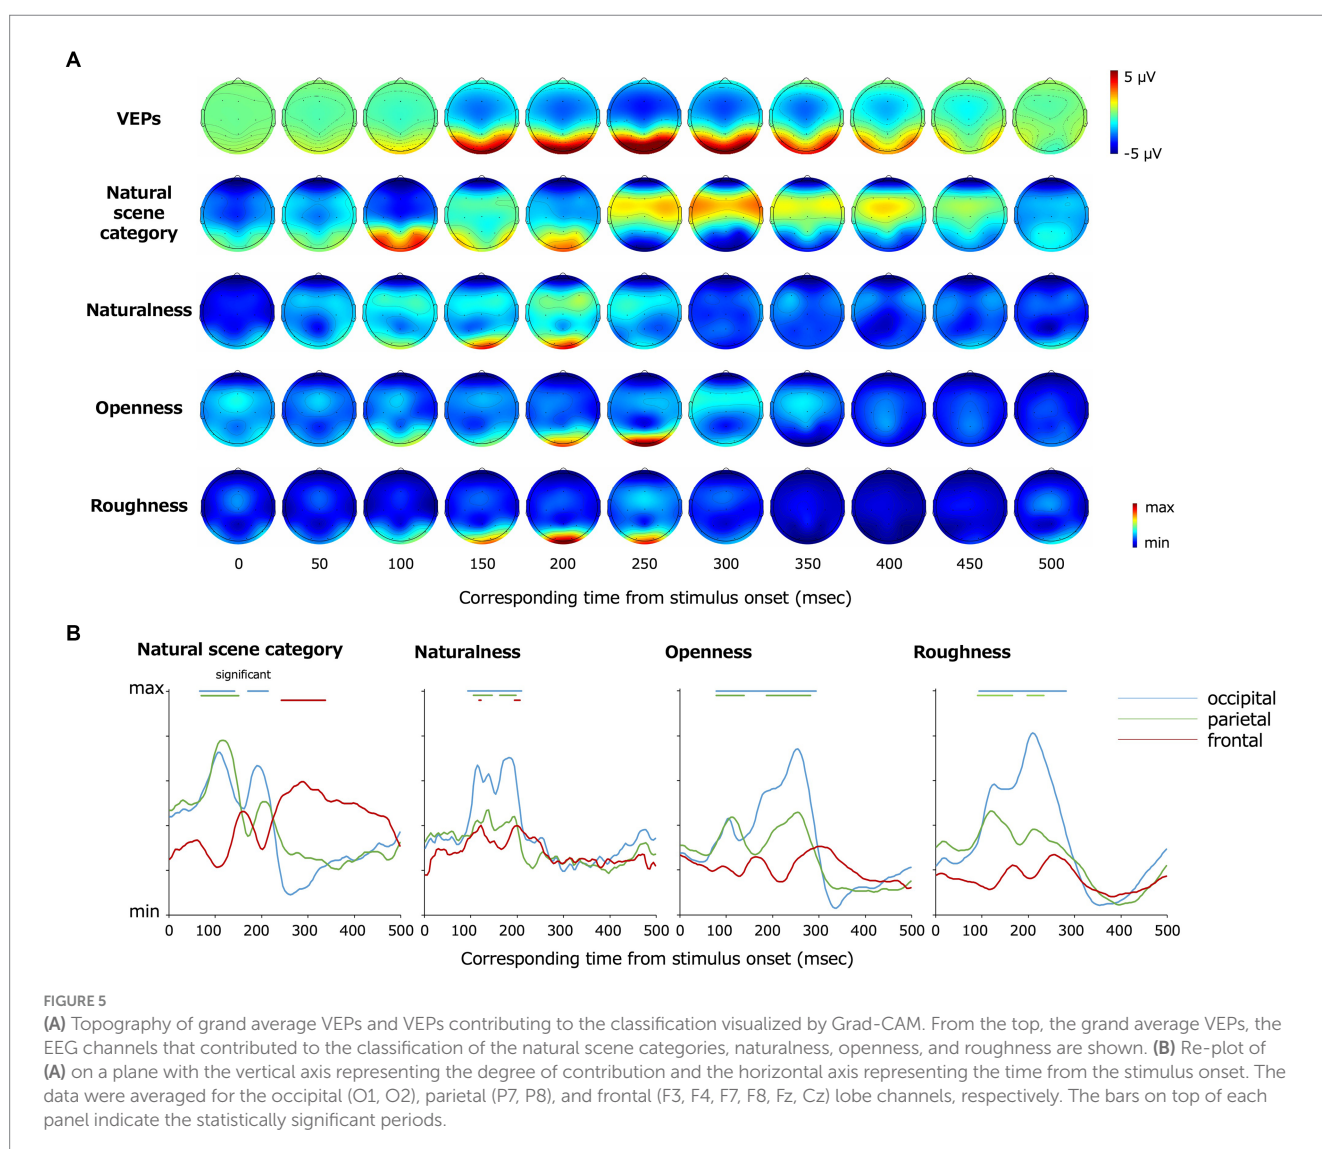 A
VEPs
5 µV
-5 µV
Natural
scene
category
Naturalness
Openness
Roughness
max
min
0 50 100 150 200 250 300 350 400 450 500
Corresponding time from stimulus onset (msec)
B
Natural scene category Naturalness Openness Roughness
significant
max
min
occipital
parietal
frontal
0 100 200 300 400 500 0 100 200 300 400 500 0 100 200 300 400 500 0 100 200 300 400 500
Corresponding time from stimulus onset (msec)
FIGURE 5
(A) Topography of grand average VEPs and VEPs contributing to the classification visualized by Grad-CAM. From the top, the grand average VEPs, the
EEG channels that contributed to the classification of the natural scene categories, naturalness, openness, and roughness are shown. (B) Re-plot of
(A) on a plane with the vertical axis representing the degree of contribution and the horizontal axis representing the time from the stimulus onset. The
data were averaged for the occipital (O1, O2), parietal (P7, P8), and frontal (F3, F4, F7, F8, Fz, Cz) lobe channels, respectively. The bars on top of each
panel indicate the statistically significant periods.